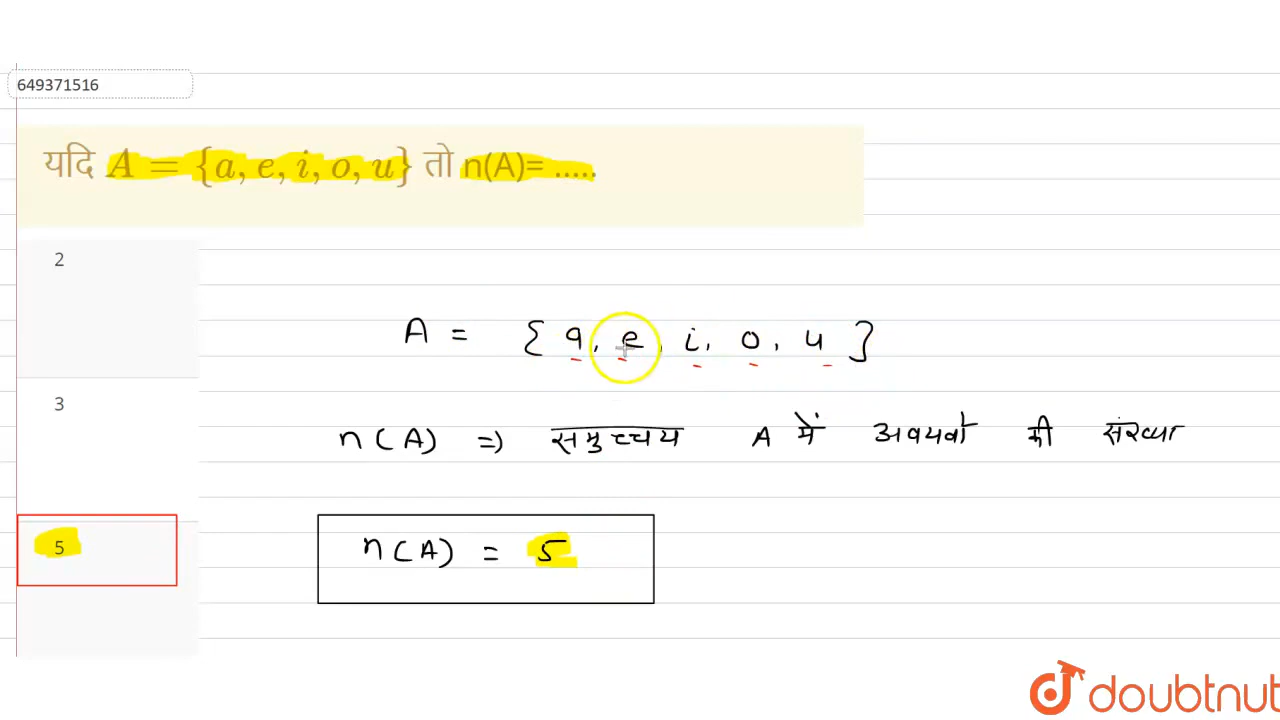 649371516
यदि A = {a, e, i, o, u} तो n(A)= .....
2
A = { a, e, i, o, u }
3
n(A) => समुच्चय A में अवयवों की संख्या
5
n(A) = 5
doubtnut